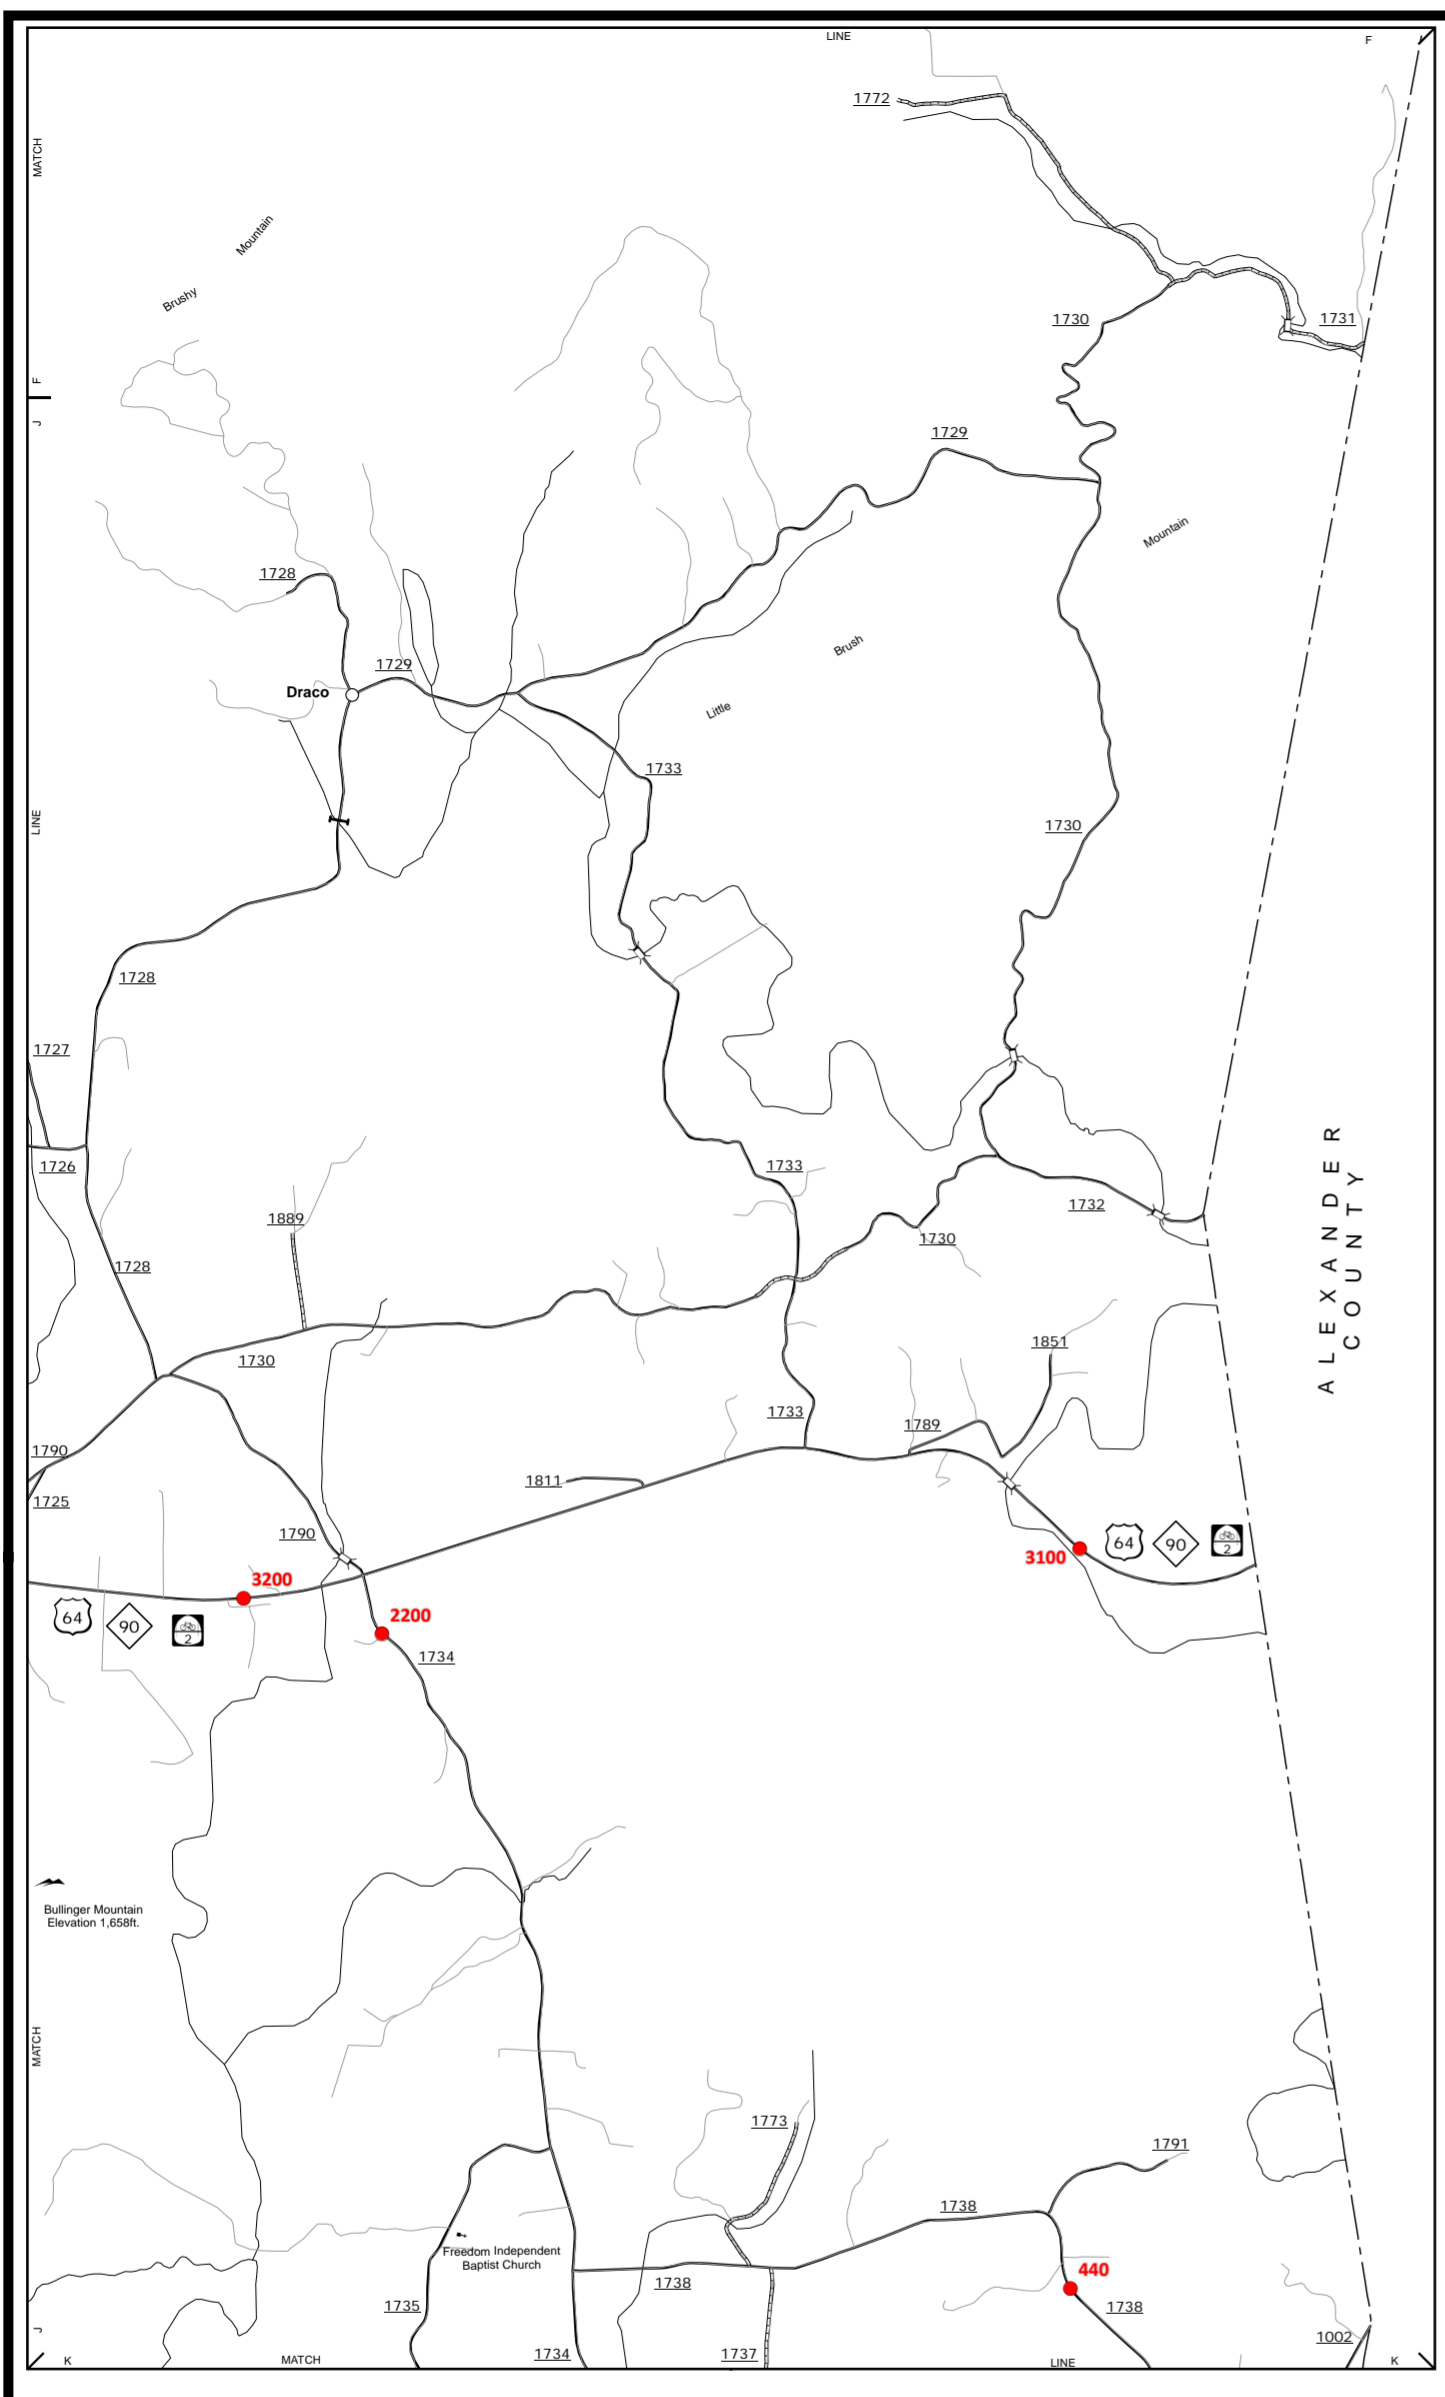 LINE
F
MATCH
1772
Mountain
Brushy
1730
1731
F
J
1729
Mountain
1728
Brush
1729
Draco
Little
1733
LINE
1730
1728
1727
1726
1733
1889
1732
1728
1730
ALEXANDER
COUNTY
1730
1851
1733
1789
1790
1811
1725
1790
64
90
2
3100
3200
64
90
2
2200
1734
Bullinger Mountain
Elevation 1,658ft.
MATCH
1773
1791
1738
Freedom Independent
Baptist Church
1738
440
1735
1738
J
1734
1737
1002
K
MATCH
LINE
K